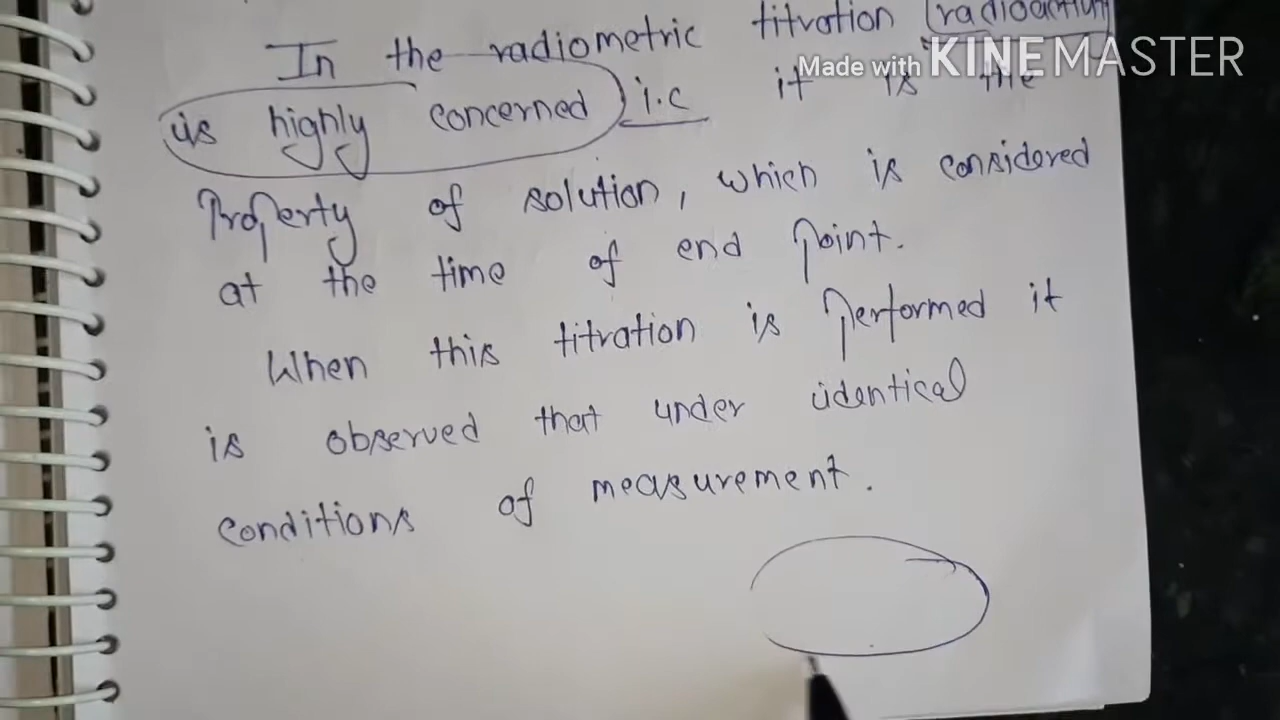 In the radiometric titration (radioactivity
Made with KINEMASTER
is highly concerned) i.e it is the
Property of solution, which is considered
at the time of end point.
When this titration is performed it
is observed that under identical
conditions of measurement.